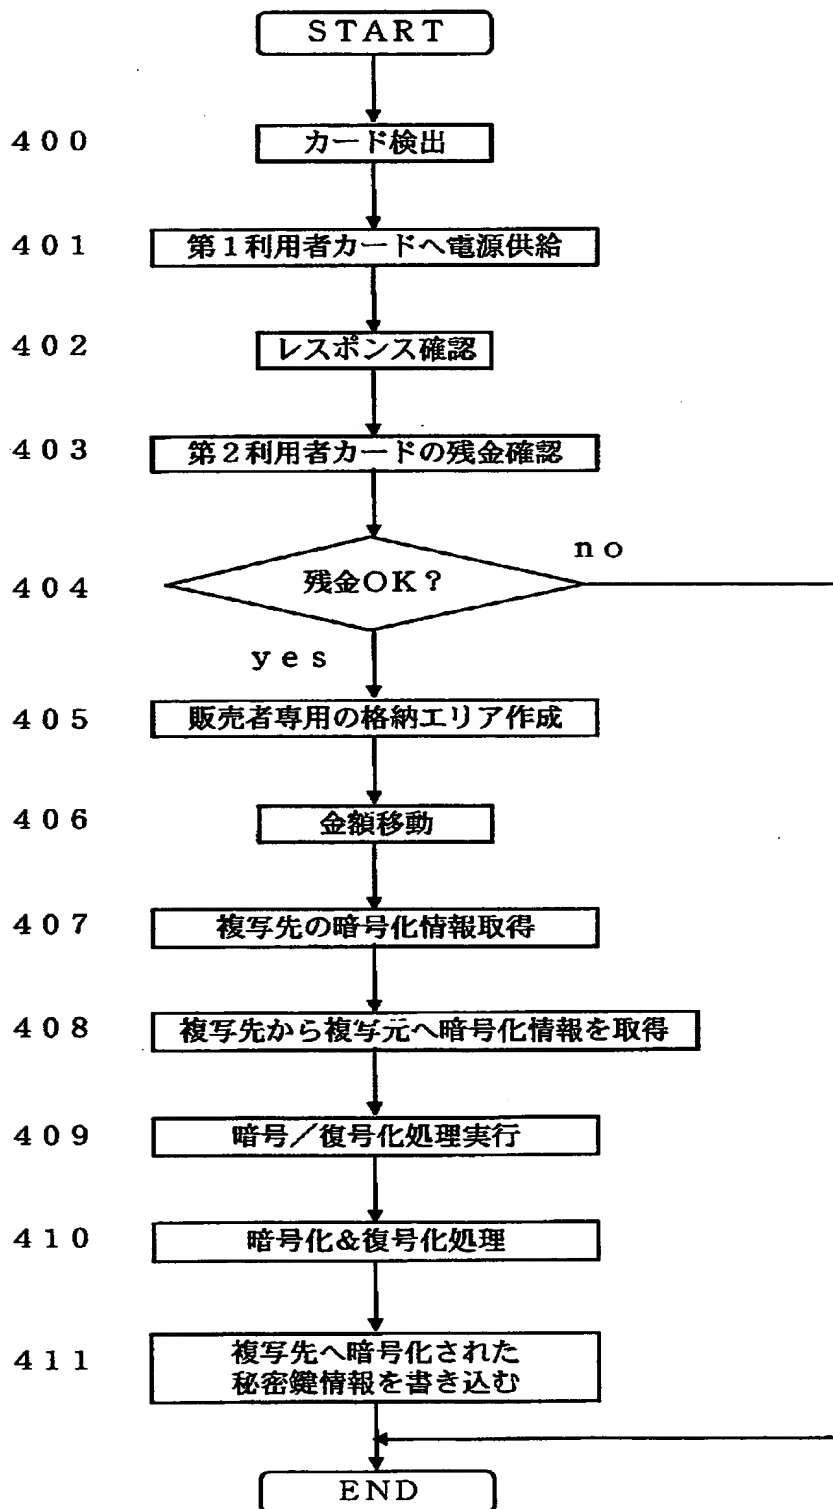 START
400
カード検出
401
第1利用者カードへ電源供給
402
レスポンス確認
403
第2利用者カードの残金確認
404
残金OK?
no
yes
405
販売者専用の格納エリア作成
406
金額移動
407
複写先の暗号化情報取得
408
複写先から複写元へ暗号化情報を取得
409
暗号/復号化処理実行
410
暗号化&復号化処理
411
複写先へ暗号化された
秘密鍵情報を書き込む
END